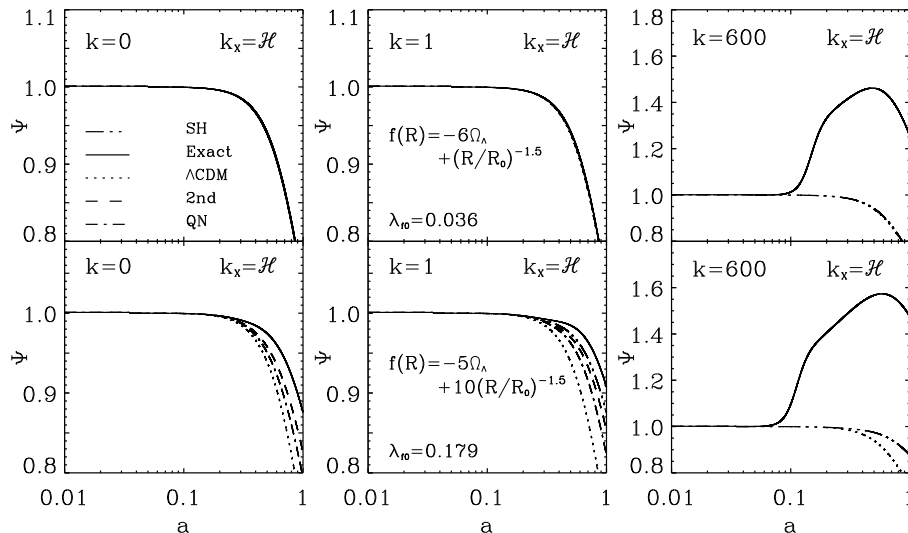 k=0 k_x=ℋ
k=1 k_x=ℋ
k=600 k_x=ℋ
Ψ
1.1
1.0
0.9
0.8
SH
Exact
ΛCDM
2nd
QN
Ψ
1.1
1.0
0.9
0.8
f(R)=−6Ω_Λ
+(R/R_0)^{−1.5}
λ_{f0}=0.036
Ψ
1.8
1.6
1.4
1.2
1.0
0.8
k=0 k_x=ℋ
k=1 k_x=ℋ
k=600 k_x=ℋ
Ψ
1.0
0.9
0.8
0.01 0.1 1
a
Ψ
1.0
0.9
0.8
f(R)=−5Ω_Λ
+10(R/R_0)^{−1.5}
λ_{f0}=0.179
0.01 0.1 1
a
Ψ
1.6
1.4
1.2
1.0
0.8
0.01 0.1 1
a